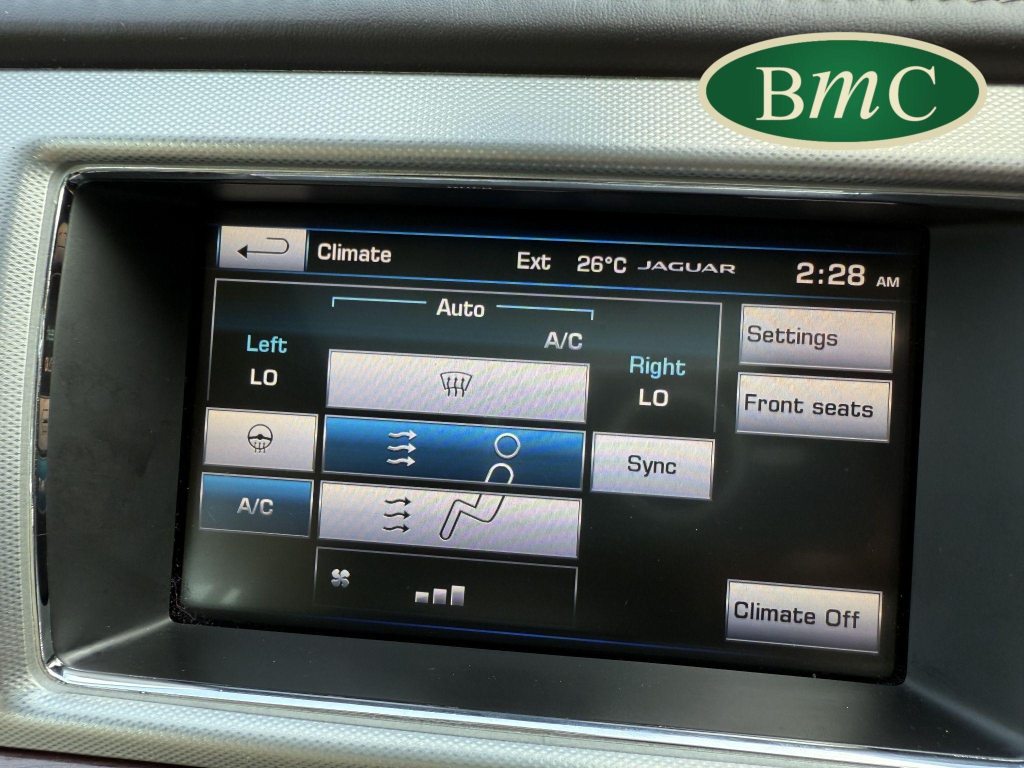 BmC
Climate
Ext 26°C JAGUAR 2:28 AM
Auto
A/C
Left
LO
Right
LO
Settings
Front seats
Sync
A/C
Climate Off